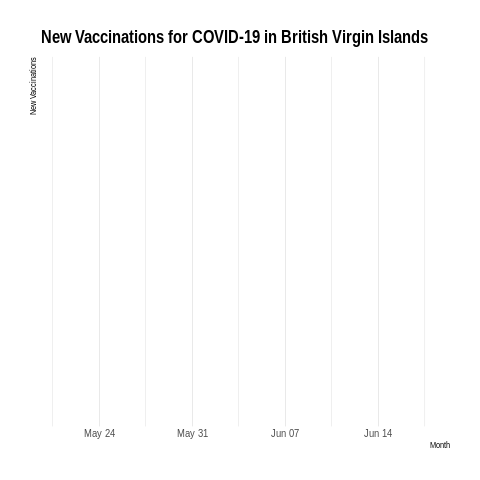 New Vaccinations for COVID-19 in British Virgin Islands
New Vaccinations
May 24
May 31
Jun 07
Jun 14
Month